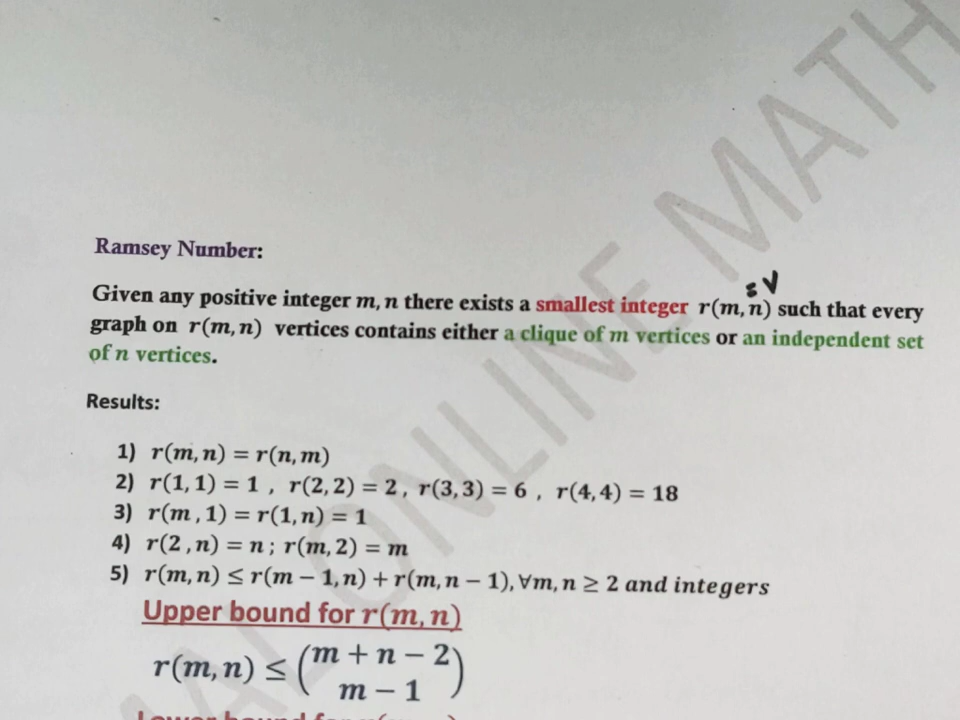 Ramsey Number:
Given any positive integer m, n there exists a smallest integer r(m, n) such that every
graph on r(m, n) vertices contains either a clique of m vertices or an independent set
of n vertices.
Results:
1) r(m, n) = r(n, m)
2) r(1, 1) = 1 , r(2, 2) = 2 , r(3, 3) = 6 , r(4, 4) = 18
3) r(m , 1) = r(1, n) = 1
4) r(2 , n) = n ; r(m, 2) = m
5) r(m, n) ≤ r(m − 1, n) + r(m, n − 1), ∀m, n ≥ 2 and integers
Upper bound for r(m, n)
r(m, n) ≤ (m + n − 2
m − 1)
ONLINE MATH